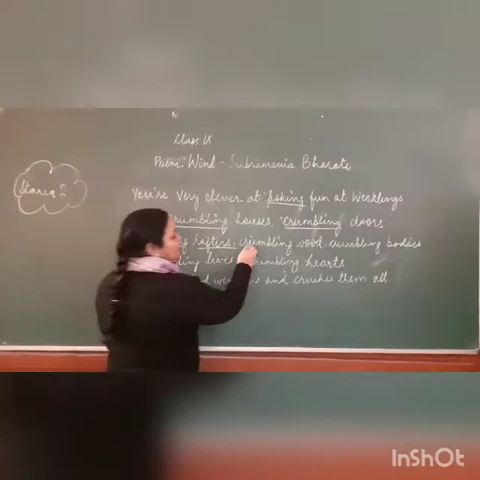 Class IX
Poem: Wind - Subramania Bharati
Stanza 2
You're very clever at poking fun at Weaklings
crumbling houses, crumbling doors
rafters, crumbling wood, crumbling bodies
lives, crumbling hearts
and crushes them all
InShOt